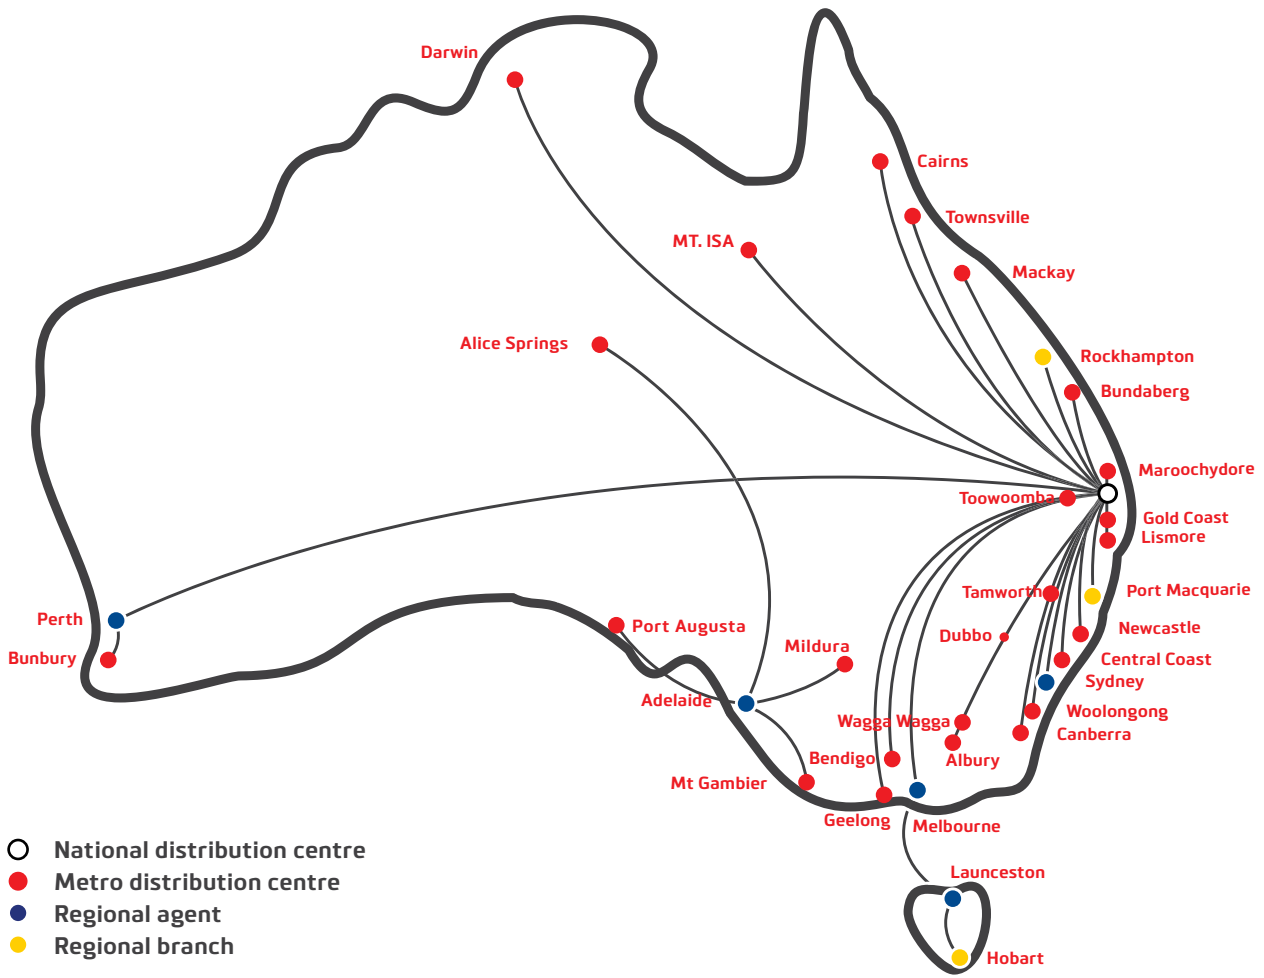 Darwin
Cairns
Townsville
MT. ISA
Mackay
Alice Springs
Rockhampton
Bundaberg
Maroochydore
Toowoomba
Gold Coast
Lismore
Tamworth
Port Macquarie
Perth
Port Augusta
Newcastle
Dubbo
Mildura
Bunbury
Central Coast
Sydney
Adelaide
Woolongong
Wagga Wagga
Canberra
Bendigo
Albury
Mt Gambier
Geelong
Melbourne
National distribution centre
Launceston
Metro distribution centre
Regional agent
Regional branch
Hobart